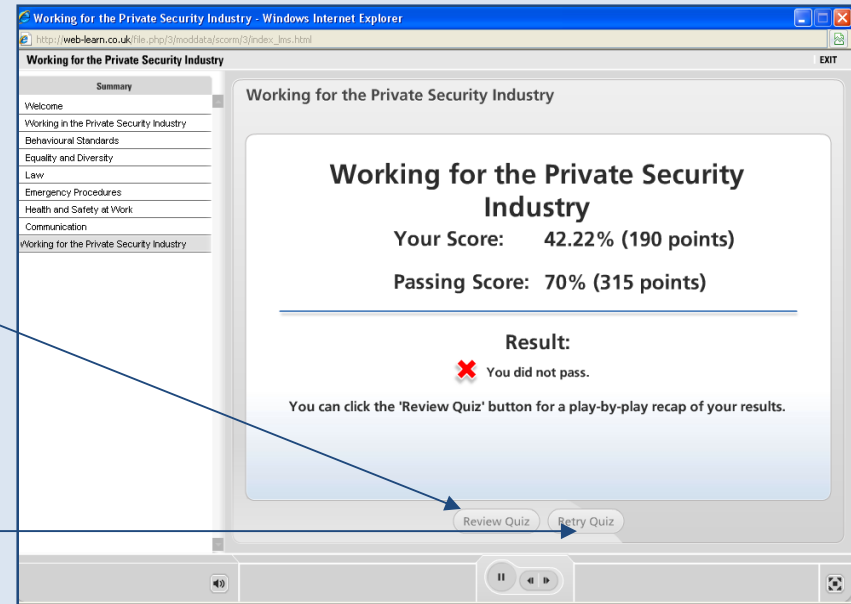 Working for the Private Security Industry - Windows Internet Explorer
http://web-learn.co.uk/file.php/3/moddata/scorm/3/index_lms.html
Working for the Private Security Industry
EXIT
Summary
Welcome
Working in the Private Security Industry
Behavioural Standards
Equality and Diversity
Law
Emergency Procedures
Health and Safety at Work
Communication
Working for the Private Security Industry
Working for the Private Security Industry
Working for the Private Security
Industry
Your Score: 42.22% (190 points)
Passing Score: 70% (315 points)
Result:
You did not pass.
You can click the 'Review Quiz' button for a play-by-play recap of your results.
Review Quiz
Retry Quiz